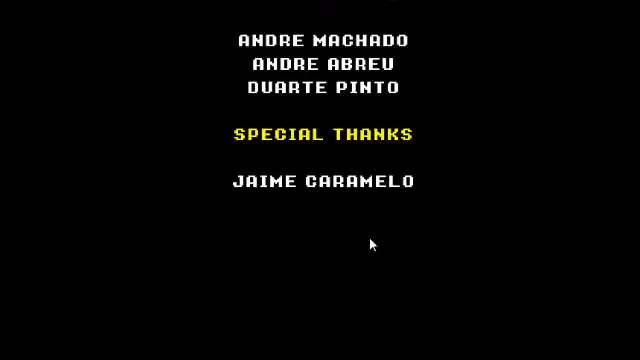 ANDRE MACHADO
ANDRE ABREU
DUARTE PINTO
SPECIAL THANKS
JAIME CARAMELO